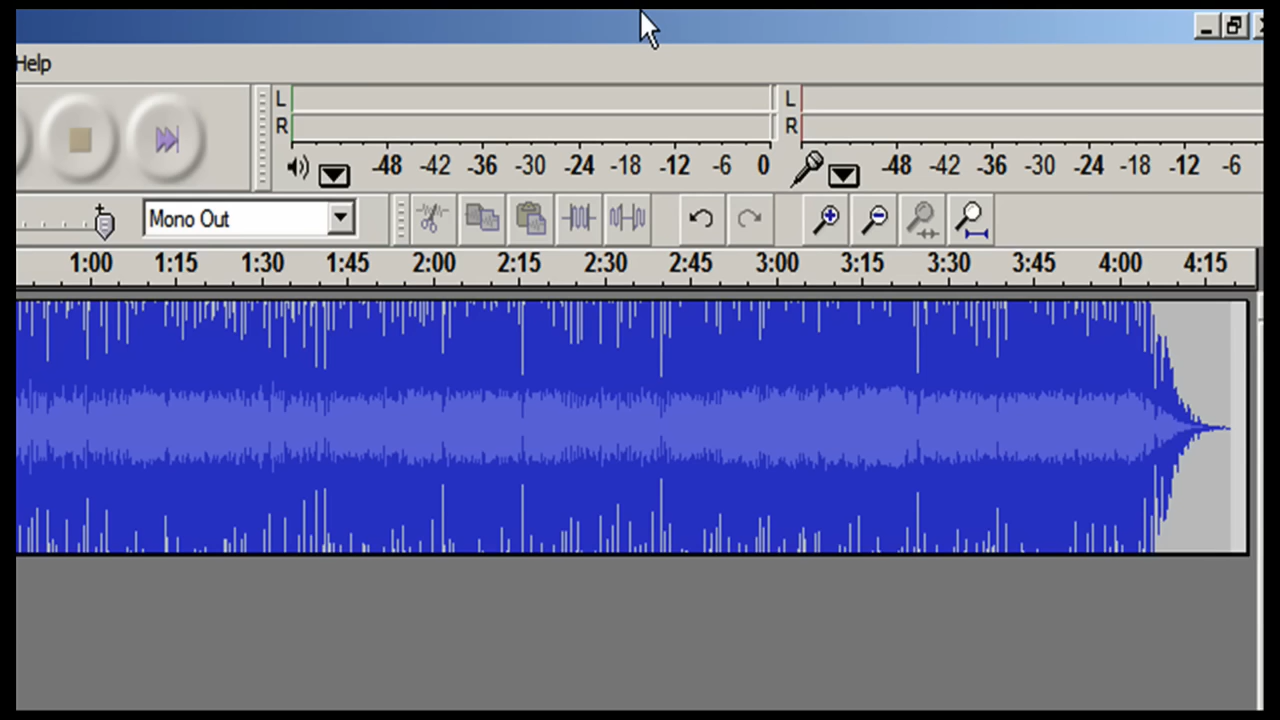 Help
L L
R R
-48 -42 -36 -30 -24 -18 -12 -6 0 -48 -42 -36 -30 -24 -18 -12 -6
Mono Out
1:00 1:15 1:30 1:45 2:00 2:15 2:30 2:45 3:00 3:15 3:30 3:45 4:00 4:15